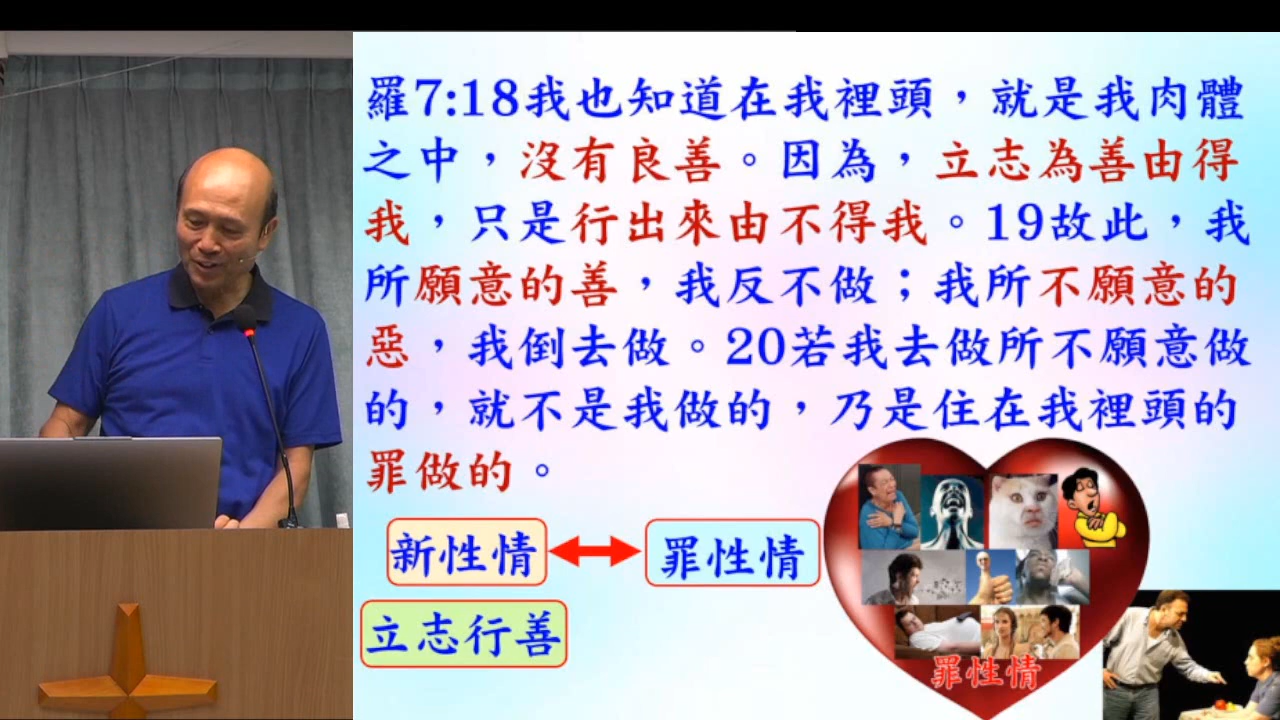 羅7:18我也知道在我裡頭，就是我肉體
之中，沒有良善。因為，立志為善由得
我，只是行出來由不得我。19故此，我
所願意的善，我反不做；我所不願意的
惡，我倒去做。20若我去做所不願意做
的，就不是我做的，乃是住在我裡頭的
罪做的。
新性情
罪性情
立志行善
罪性情